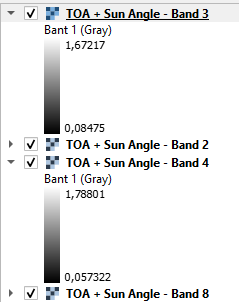 TOA + Sun Angle - Band 3
Bant 1 (Gray)
1,67217
0,08475
TOA + Sun Angle - Band 2
TOA + Sun Angle - Band 4
Bant 1 (Gray)
1,78801
0,057322
TOA + Sun Angle - Band 8